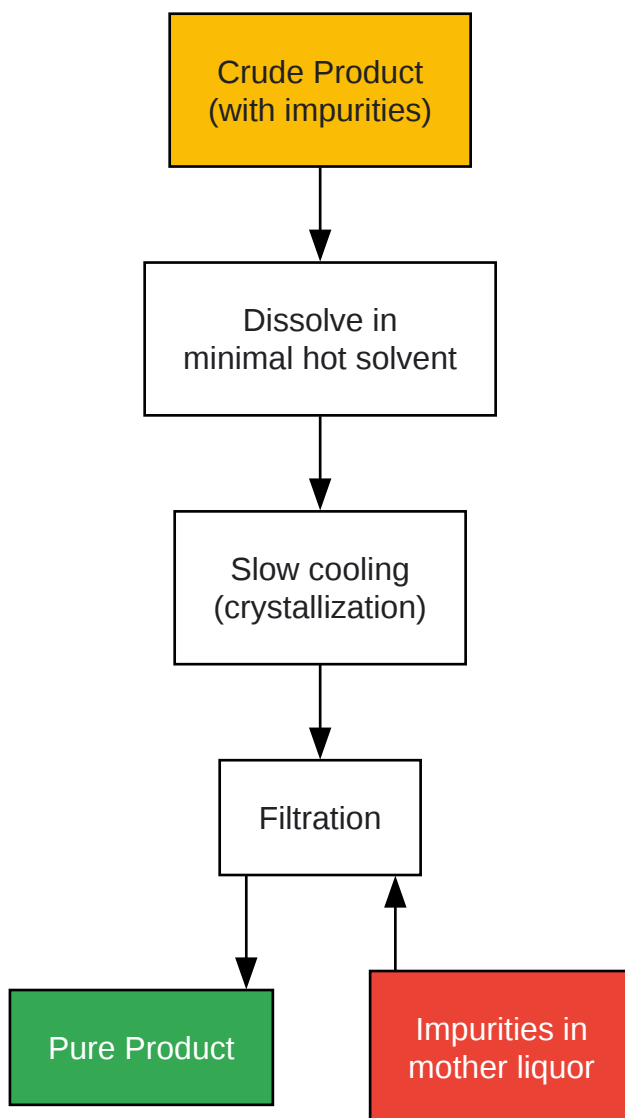 Crude Product
(with impurities)
Dissolve in
minimal hot solvent
Slow cooling
(crystallization)
Filtration
Pure Product
Impurities in
mother liquor